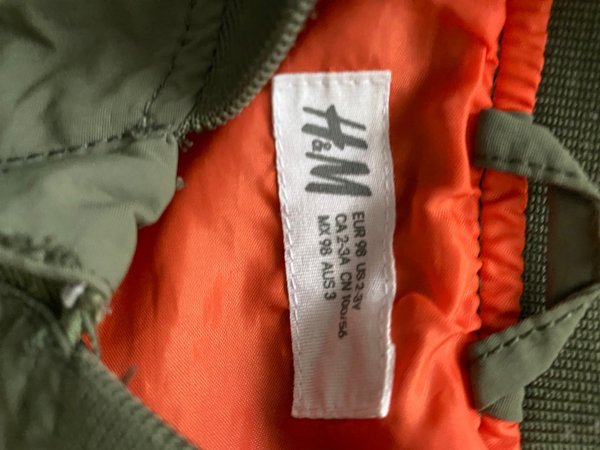 H&M
EUR 98 US 2-3Y
CA 2-3A CN 100/56
MX 98 AUS 3